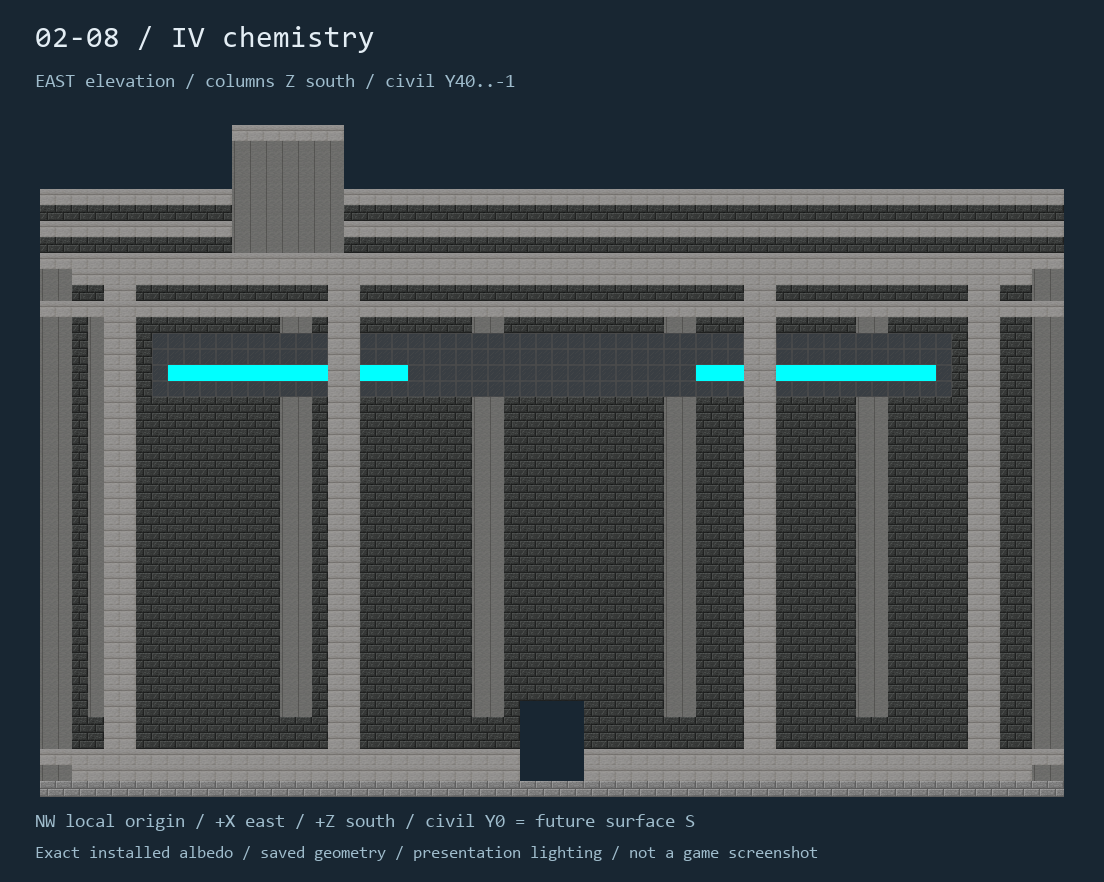 02-08 / IV chemistry
EAST elevation / columns Z south / civil Y40..-1
NW local origin / +X east / +Z south / civil Y0 = future surface S
Exact installed albedo / saved geometry / presentation lighting / not a game screenshot